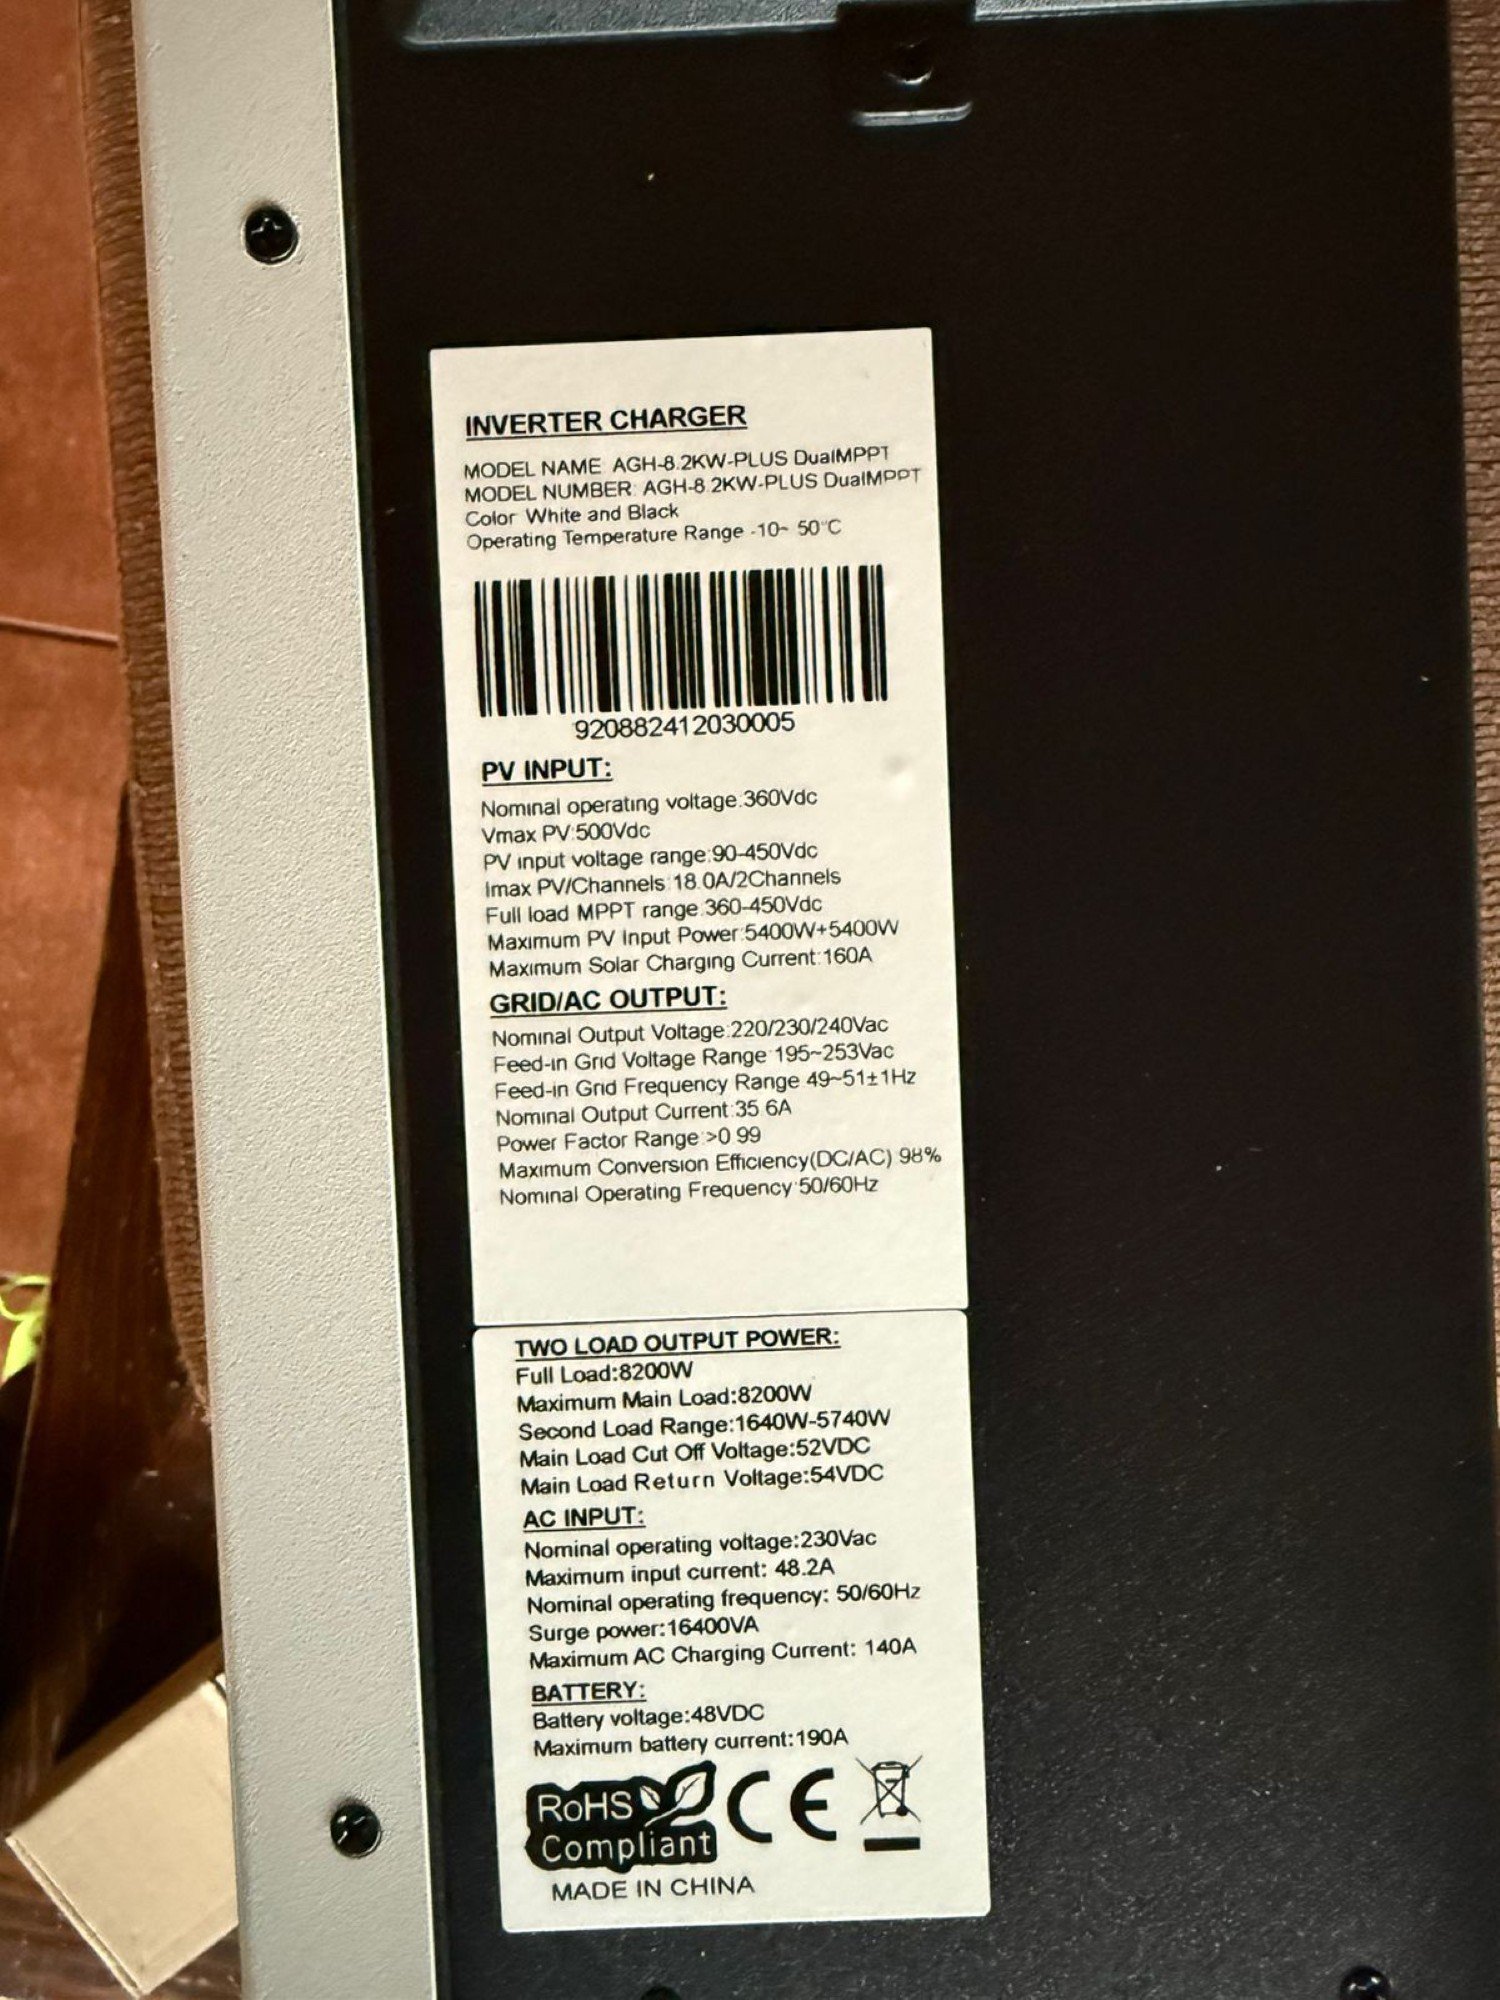 INVERTER CHARGER
MODEL NAME AGH-8.2KW-PLUS DualMPPT
MODEL NUMBER: AGH-8.2KW-PLUS DualMPPT
Color White and Black
Operating Temperature Range -10~ 50°C
920882412030005
PV INPUT:
Nominal operating voltage:360Vdc
Vmax PV:500Vdc
PV input voltage range:90-450Vdc
Imax PV/Channels:18.0A/2Channels
Full load MPPT range:360-450Vdc
Maximum PV Input Power:5400W+5400W
Maximum Solar Charging Current:160A
GRID/AC OUTPUT:
Nominal Output Voltage:220/230/240Vac
Feed-in Grid Voltage Range 195~253Vac
Feed-in Grid Frequency Range 49~51±1Hz
Nominal Output Current:35.6A
Power Factor Range:>0.99
Maximum Conversion Efficiency(DC/AC) 98%
Nominal Operating Frequency:50/60Hz
TWO LOAD OUTPUT POWER:
Full Load:8200W
Maximum Main Load:8200W
Second Load Range:1640W-5740W
Main Load Cut Off Voltage:52VDC
Main Load Return Voltage:54VDC
AC INPUT:
Nominal operating voltage:230Vac
Maximum input current: 48.2A
Nominal operating frequency: 50/60Hz
Surge power:16400VA
Maximum AC Charging Current: 140A
BATTERY:
Battery voltage:48VDC
Maximum battery current:190A
RoHS
Compliant
CE
MADE IN CHINA